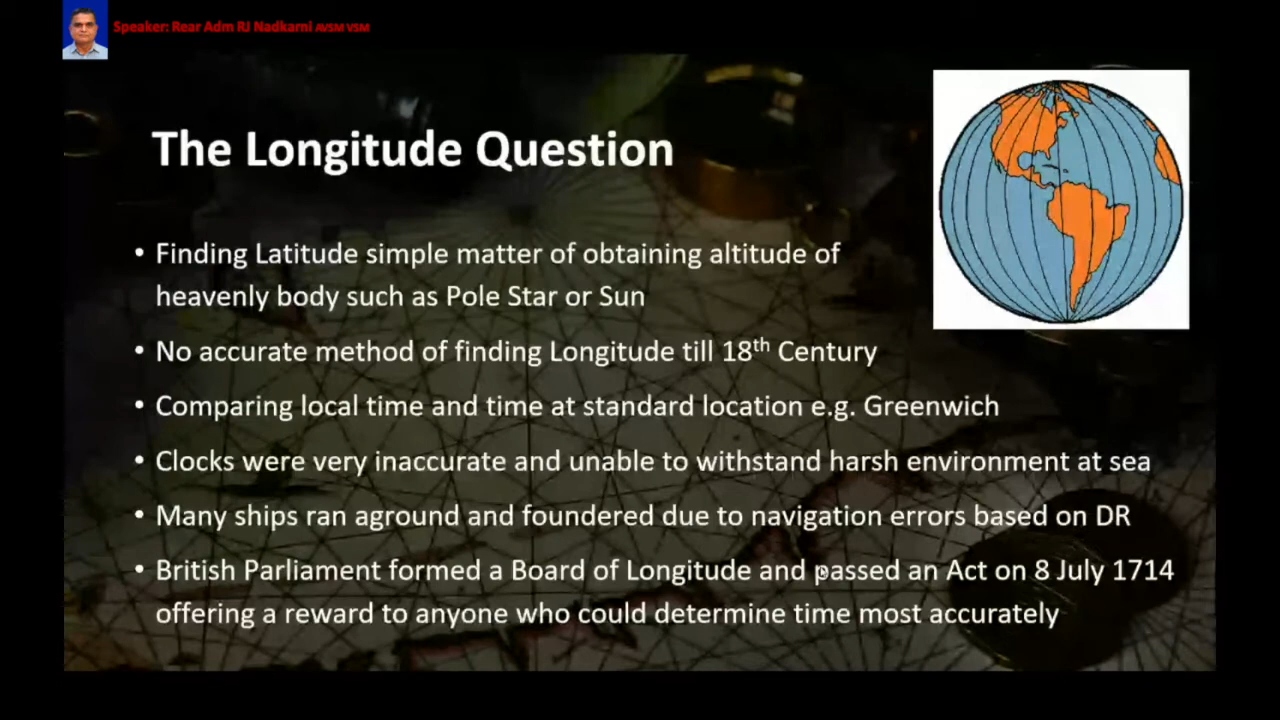 Speaker: Rear Adm RJ Nadkarni AVSM VSM
The Longitude Question
• Finding Latitude simple matter of obtaining altitude of
heavenly body such as Pole Star or Sun
• No accurate method of finding Longitude till 18th Century
• Comparing local time and time at standard location e.g. Greenwich
• Clocks were very inaccurate and unable to withstand harsh environment at sea
• Many ships ran aground and foundered due to navigation errors based on DR
• British Parliament formed a Board of Longitude and passed an Act on 8 July 1714
offering a reward to anyone who could determine time most accurately